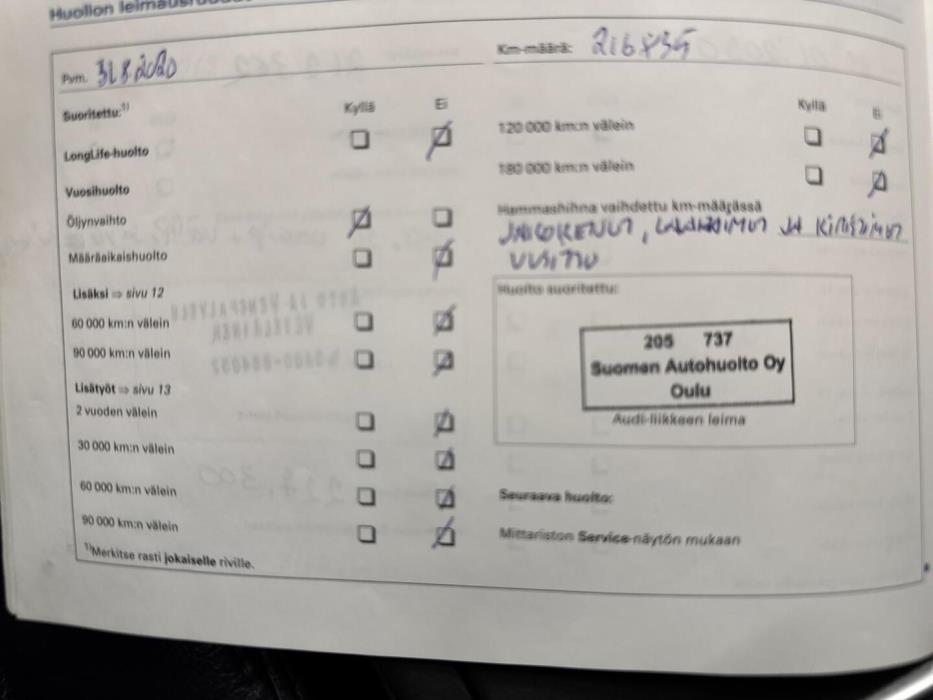 Huollon leimausruudut
Pvm. 31.8.2020
Km-määrä: 216835
Suoritettu:1)
Kyllä Ei
LongLife-huolto
Vuosihuolto
Öljynvaihto
Määräaikaishuolto
Lisäksi ⇒ sivu 12
60 000 km:n välein
90 000 km:n välein
Lisätyöt ⇒ sivu 13
2 vuoden välein
30 000 km:n välein
60 000 km:n välein
90 000 km:n välein
1)Merkitse rasti jokaiselle riville.
Kyllä Ei
120 000 km:n välein
180 000 km:n välein
Hammashihna vaihdettu km-määrässä
JAKOKETJUT, JA KIRISTIMET
UUSITTU
Huolto suoritettu:
205 737
Suomen Autohuolto Oy
Oulu
Audi-liikkeen leima
Seuraava huolto:
Mittariston Service-näytön mukaan